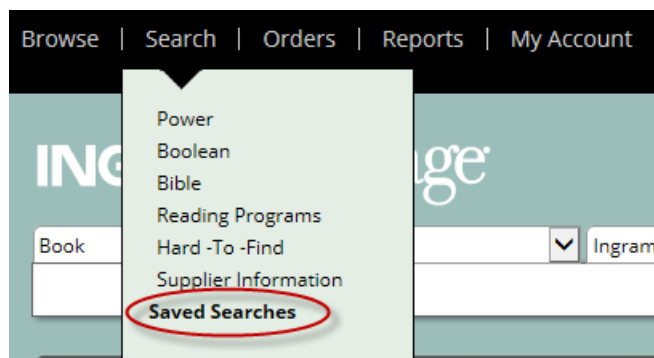 Browse | Search | Orders | Reports | My Account
Power
Boolean
Bible
Reading Programs
Hard -To -Find
Supplier Information
Saved Searches
Book
Ingram